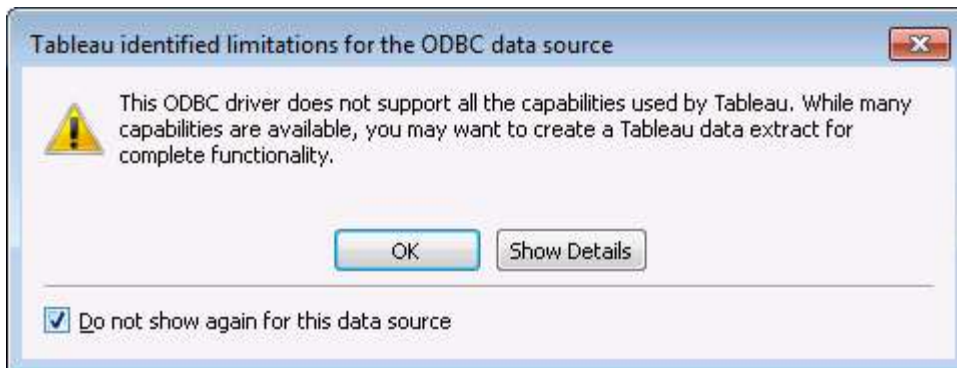 Tableau identified limitations for the ODBC data source
This ODBC driver does not support all the capabilities used by Tableau. While many
capabilities are available, you may want to create a Tableau data extract for
complete functionality.
OK
Show Details
Do not show again for this data source